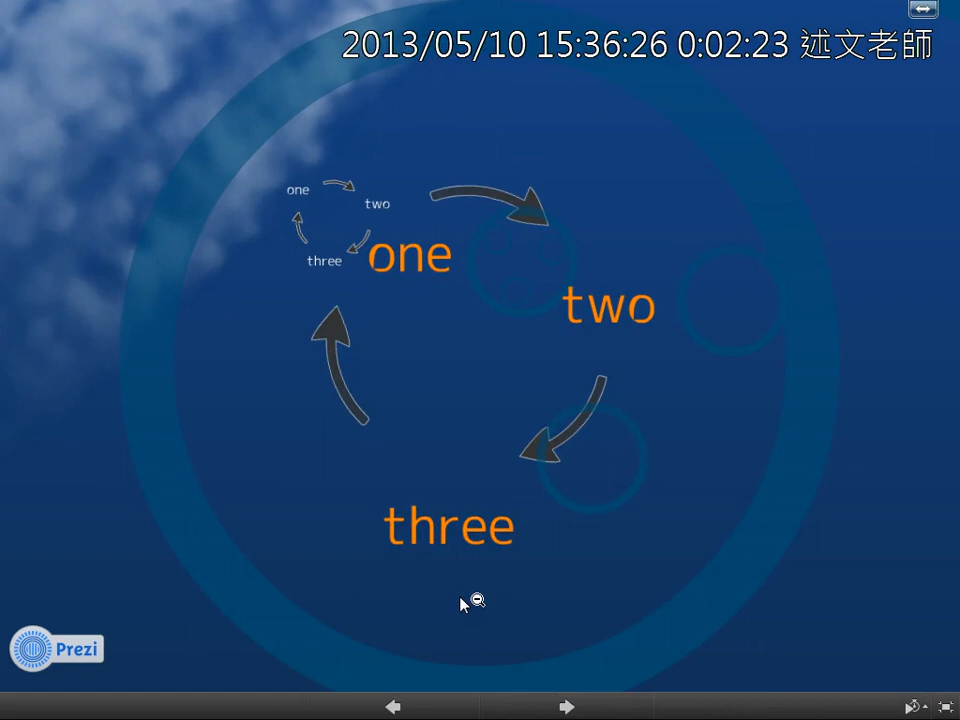 2013/05/10 15:36:26 0:02:23 述文老師
one
two
three
one
two
three
Prezi